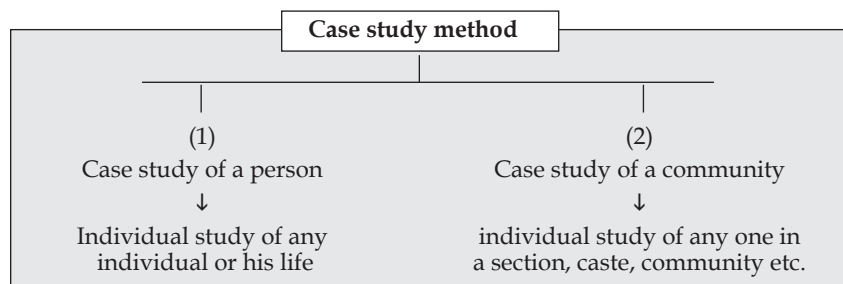 Case study method
(1)
Case study of a person
↓
Individual study of any
individual or his life
(2)
Case study of a community
↓
individual study of any one in
a section, caste, community etc.